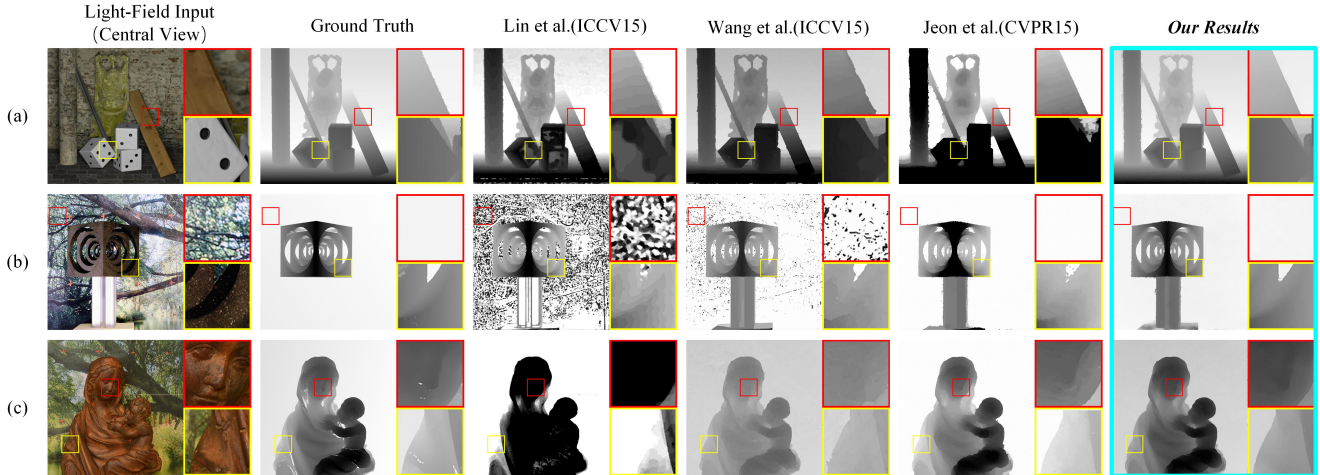 Light-Field Input
(Central View)
Ground Truth
Lin et al.(ICCV15)
Wang et al.(ICCV15)
Jeon et al.(CVPR15)
Our Results
(a)
(b)
(c)